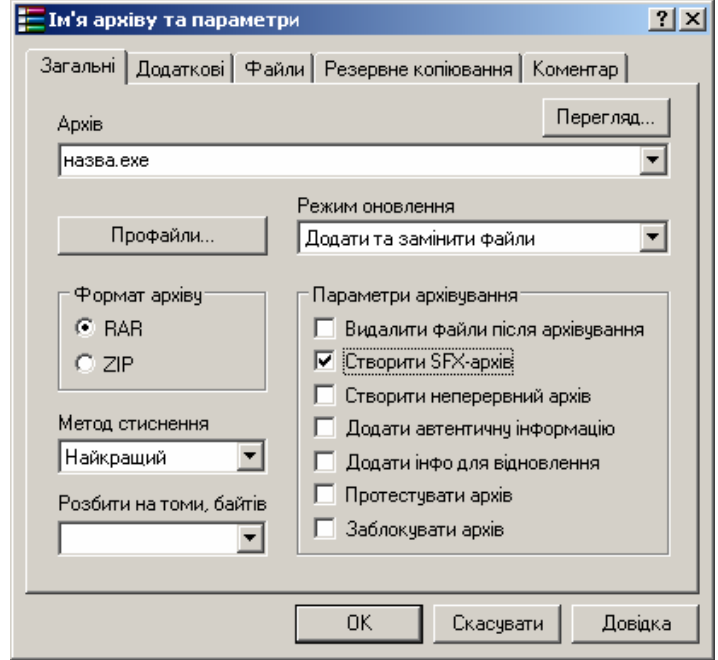 Ім'я архіву та параметри
Загальні Додаткові Файли Резервне копіювання Коментар
Перегляд...
Архів
назва.exe
Режим оновлення
Профайли...
Додати та замінити файли
Формат архіву
RAR
ZIP
Метод стиснення
Найкращий
Розбити на томи, байтів
Параметри архівування
Видалити файли після архівування
Створити SFX-архів
Створити неперервний архів
Додати автентичну інформацію
Додати інфо для відновлення
Протестувати архів
Заблокувати архів
OK Скасувати Довідка